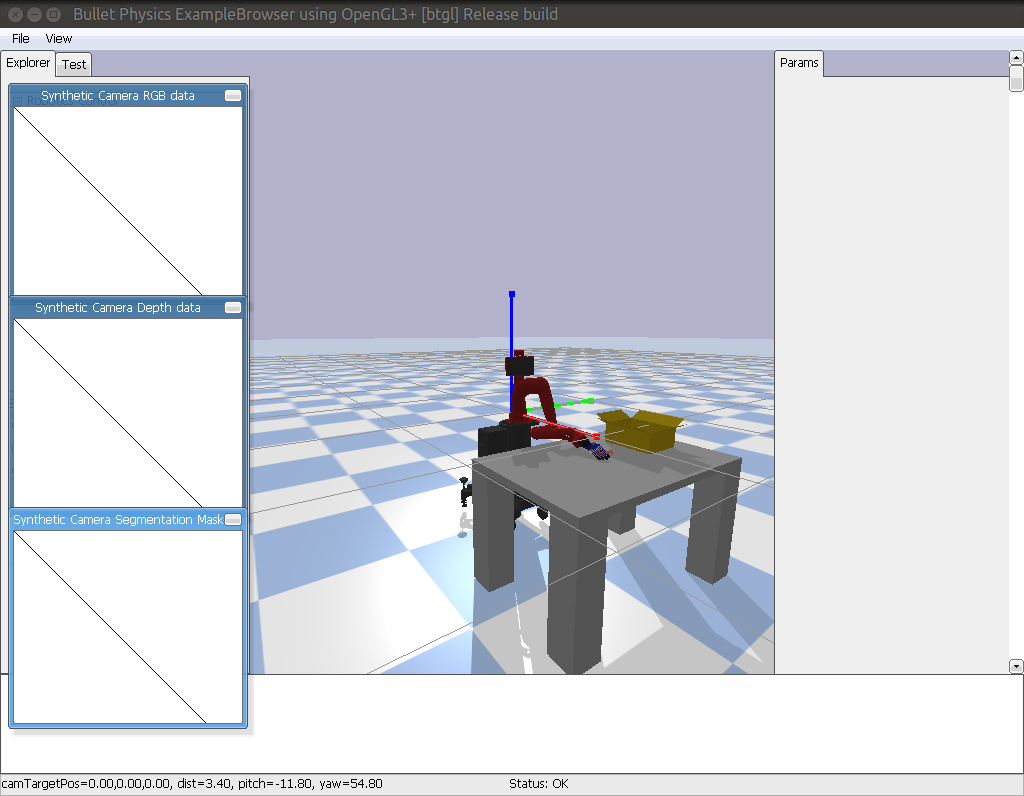 Bullet Physics ExampleBrowser using OpenGL3+ [btgl] Release build
File View
Explorer Test
Params
Synthetic Camera RGB data
Synthetic Camera Depth data
Synthetic Camera Segmentation Mask
camTargetPos=0.00,0.00,0.00, dist=3.40, pitch=-11.80, yaw=54.80
Status: OK